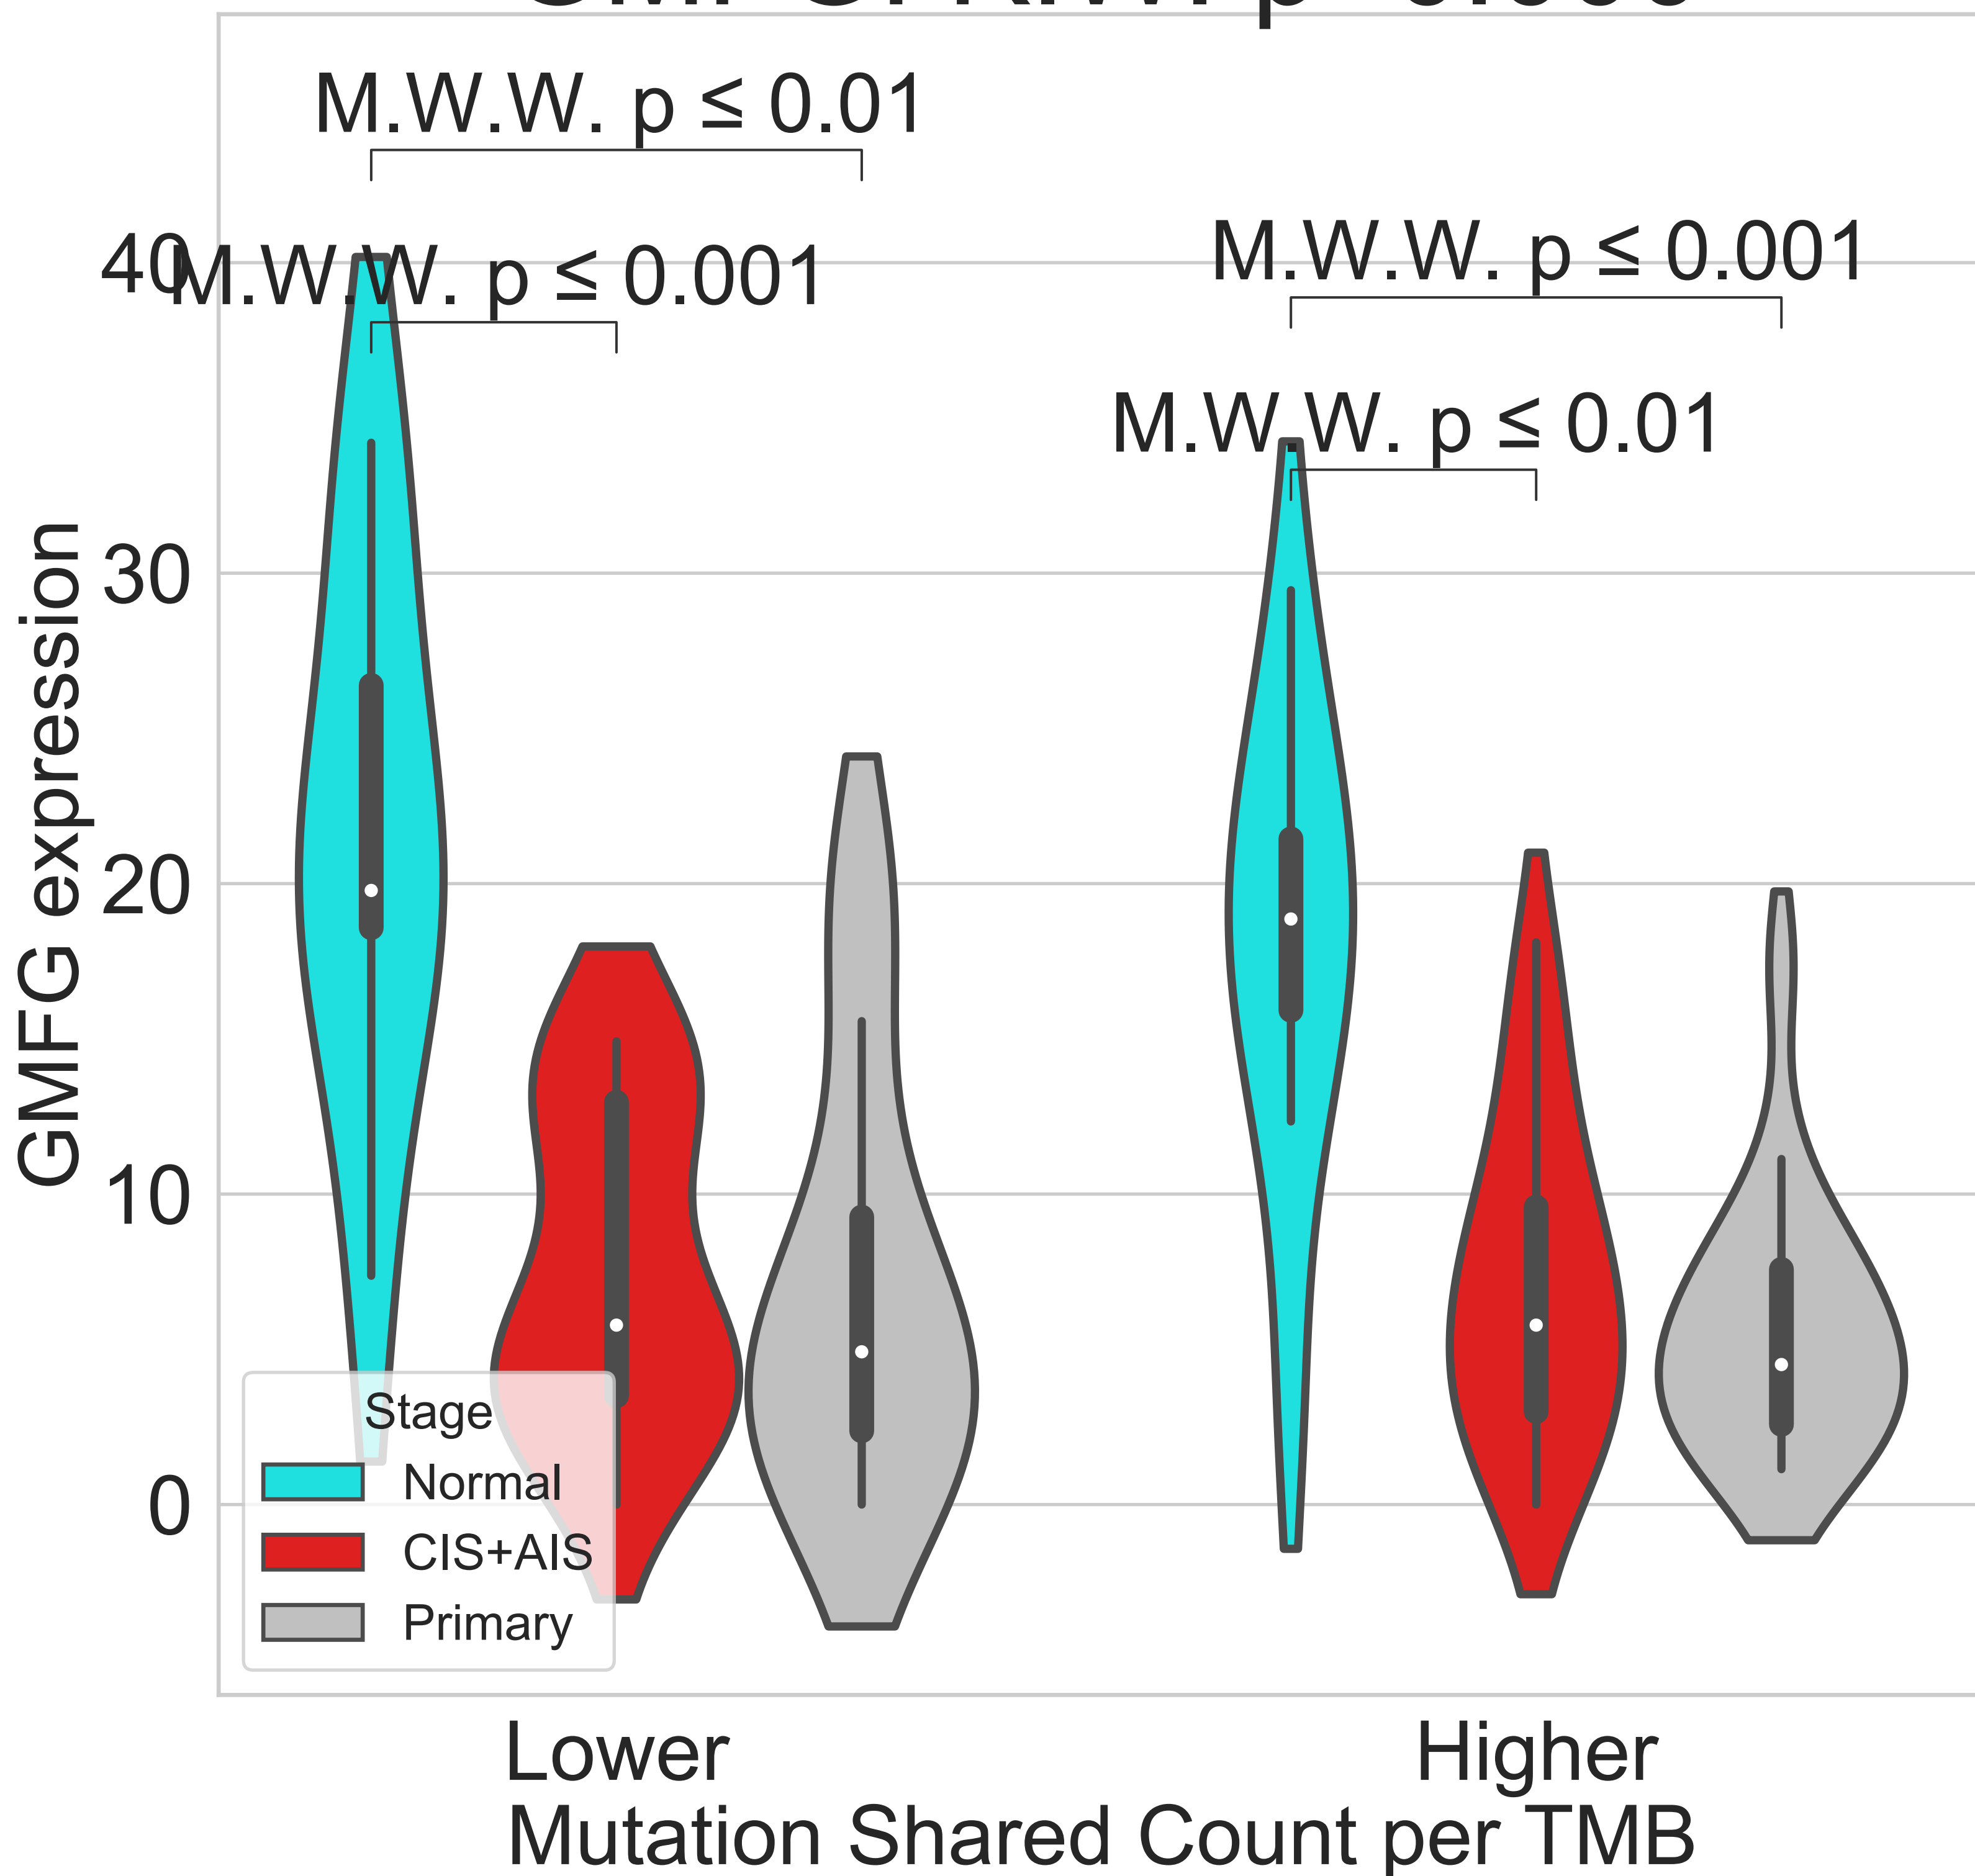 M.W.W. p ≤ 0.01
M.W.W. p ≤ 0.001
M.W.W. p ≤ 0.001
M.W.W. p ≤ 0.01
GMFG expression
40
30
20
10
0
Stage
Normal
CIS+AIS
Primary
Lower
Higher
Mutation Shared Count per TMB